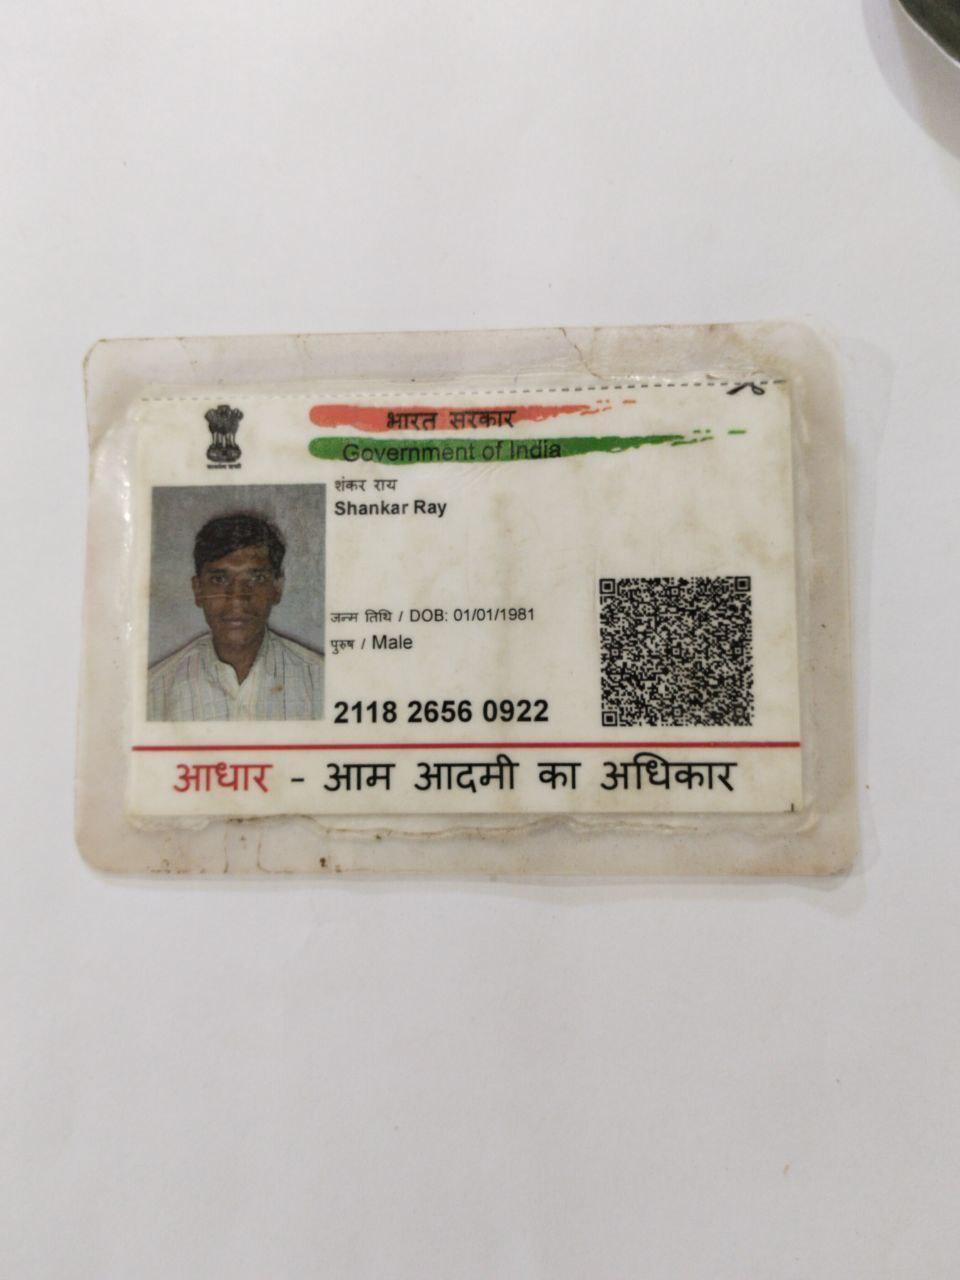 भारत सरकार
Government of India
शंकर राय
Shankar Ray
जन्म तिथि / DOB: 01/01/1981
पुरुष / Male
2118 2656 0922
आधार - आम आदमी का अधिकार